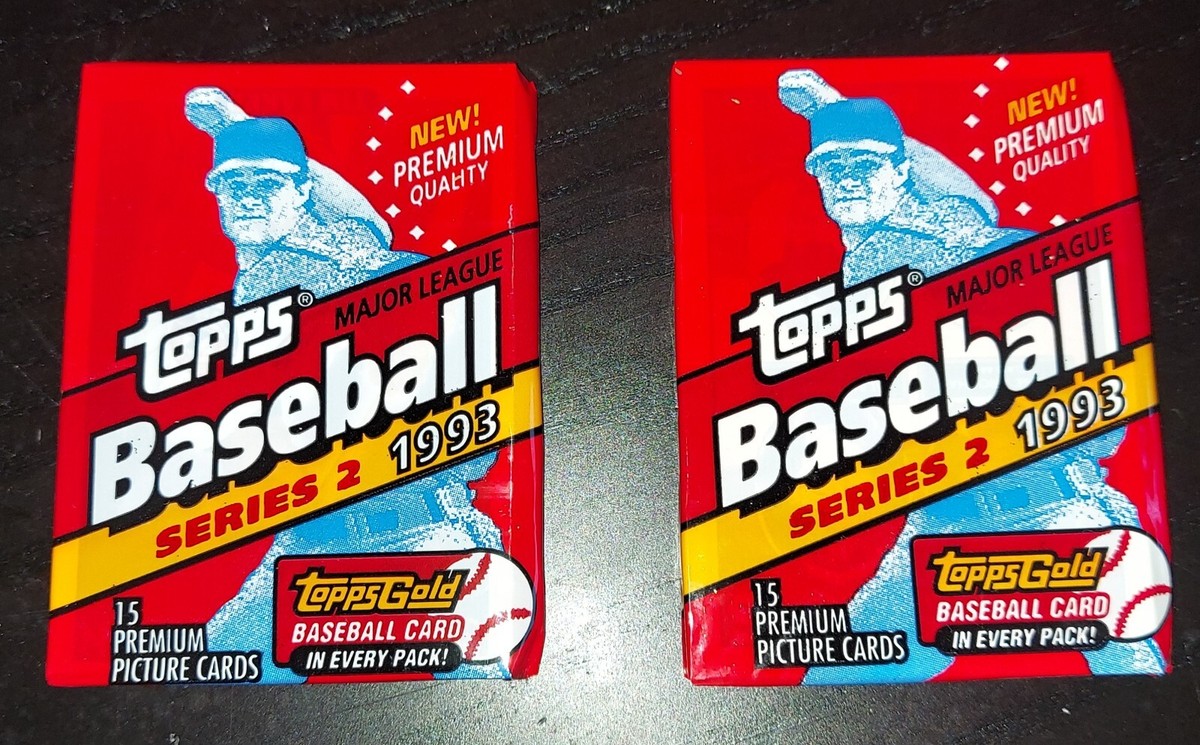 NEW!
PREMIUM
QUALITY
topps®
MAJOR LEAGUE
Baseball
SERIES 2 1993
15
PREMIUM
PICTURE CARDS
toppsGold
BASEBALL CARD
IN EVERY PACK!
NEW!
PREMIUM
QUALITY
topps®
MAJOR LEAGUE
Baseball
SERIES 2 1993
15
PREMIUM
PICTURE CARDS
toppsGold
BASEBALL CARD
IN EVERY PACK!